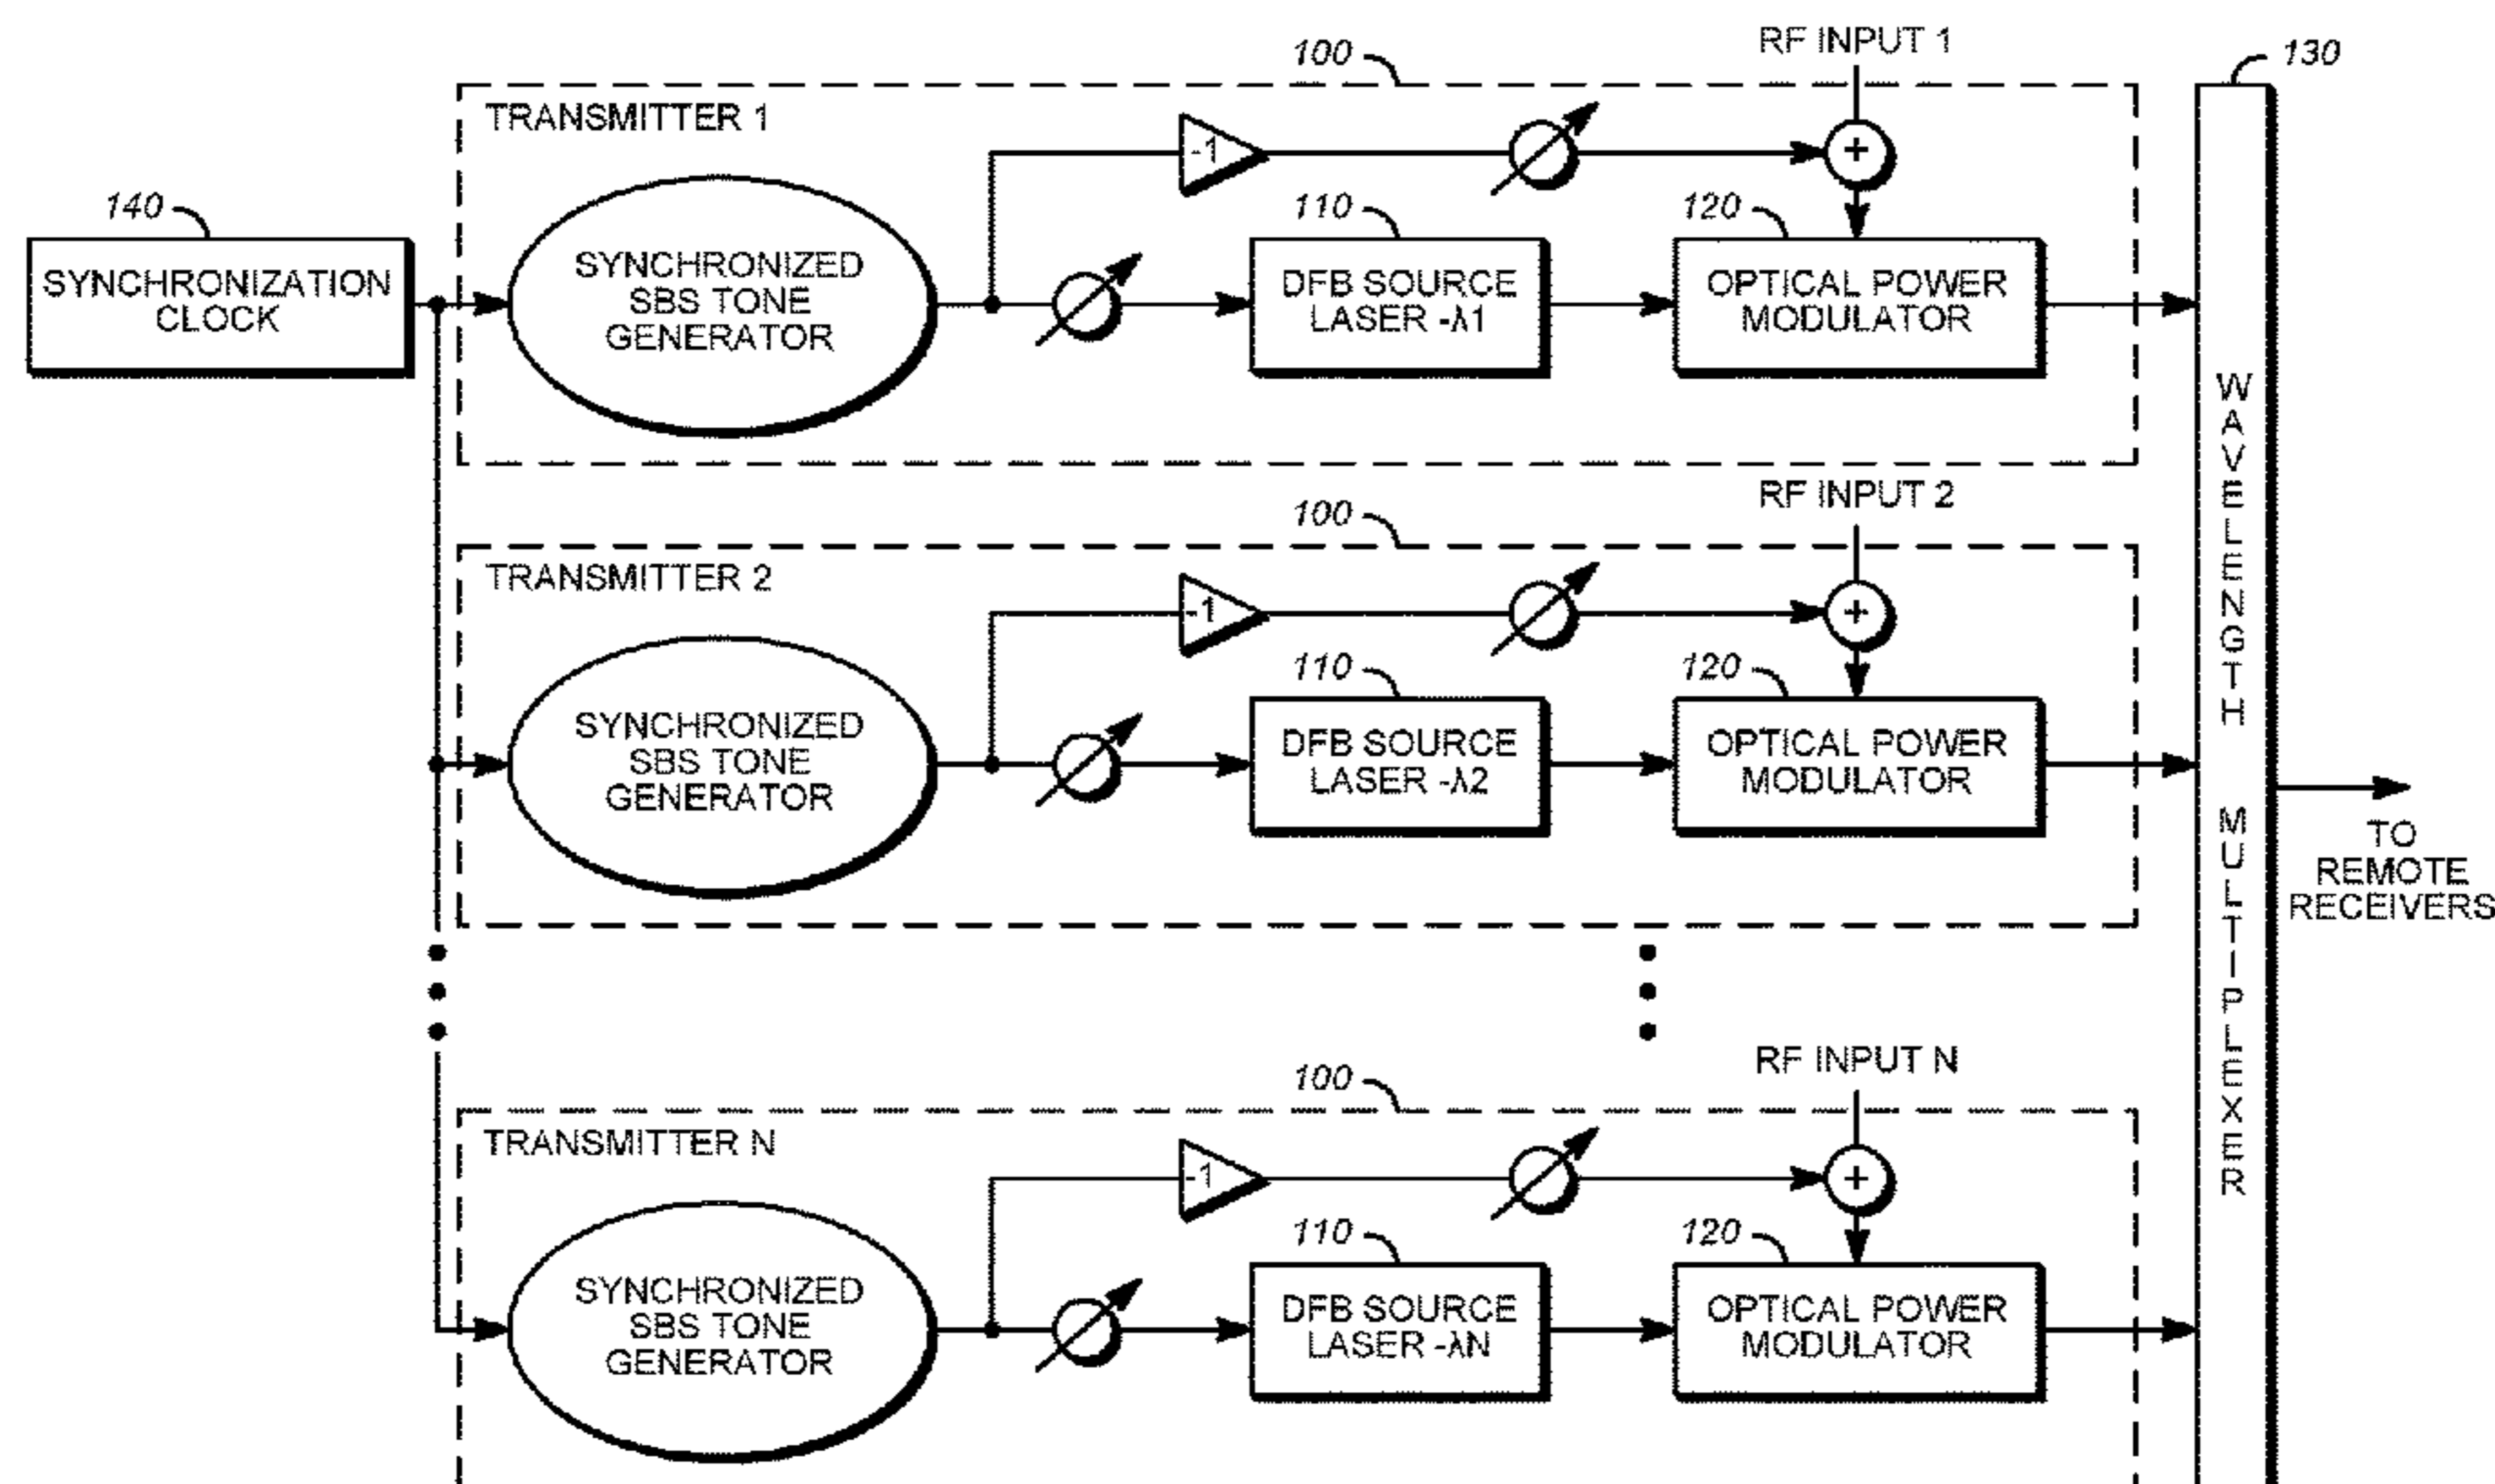 100
RF INPUT 1
130
TRANSMITTER 1
-1
+
140
110
120
SYNCHRONIZATION
CLOCK
SYNCHRONIZED
SBS TONE
GENERATOR
DFB SOURCE
LASER -λ1
OPTICAL POWER
MODULATOR
WAVELENGTH MULTIPLEXER
RF INPUT 2
100
TRANSMITTER 2
-1
+
110
120
SYNCHRONIZED
SBS TONE
GENERATOR
DFB SOURCE
LASER -λ2
OPTICAL POWER
MODULATOR
TO
REMOTE
RECEIVERS
RF INPUT N
100
TRANSMITTER N
-1
+
110
120
SYNCHRONIZED
SBS TONE
GENERATOR
DFB SOURCE
LASER -λN
OPTICAL POWER
MODULATOR